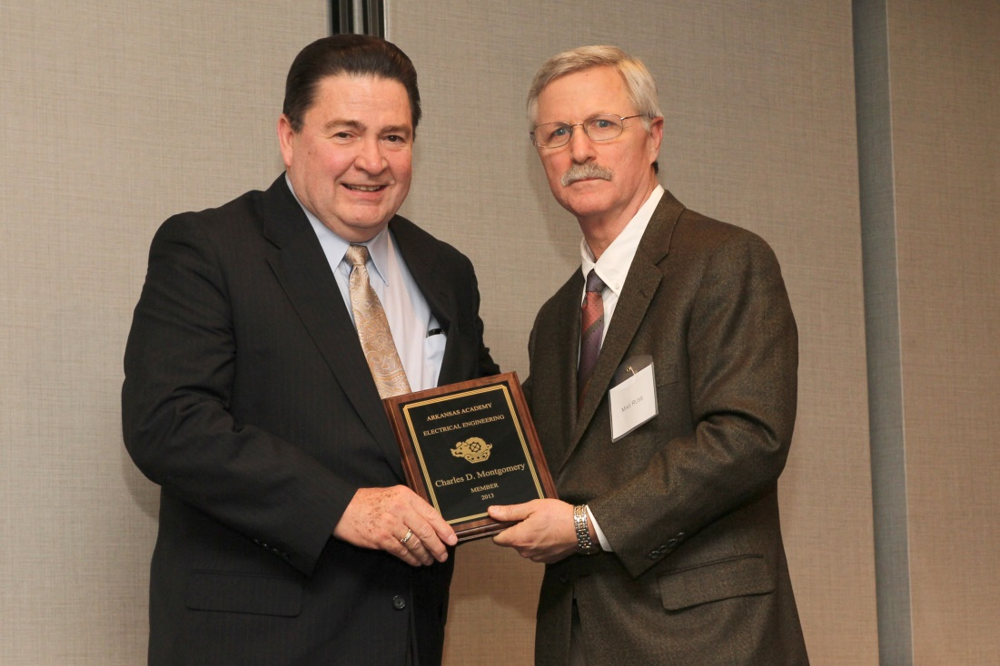 ARKANSAS ACADEMY
ELECTRICAL ENGINEERING
Charles D. Montgomery
MEMBER
2013